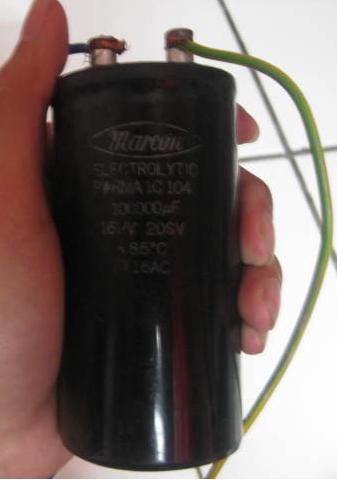 Marcon
ELECTROLYTIC
1C 104
100000µF
16WV 20SV
85°C